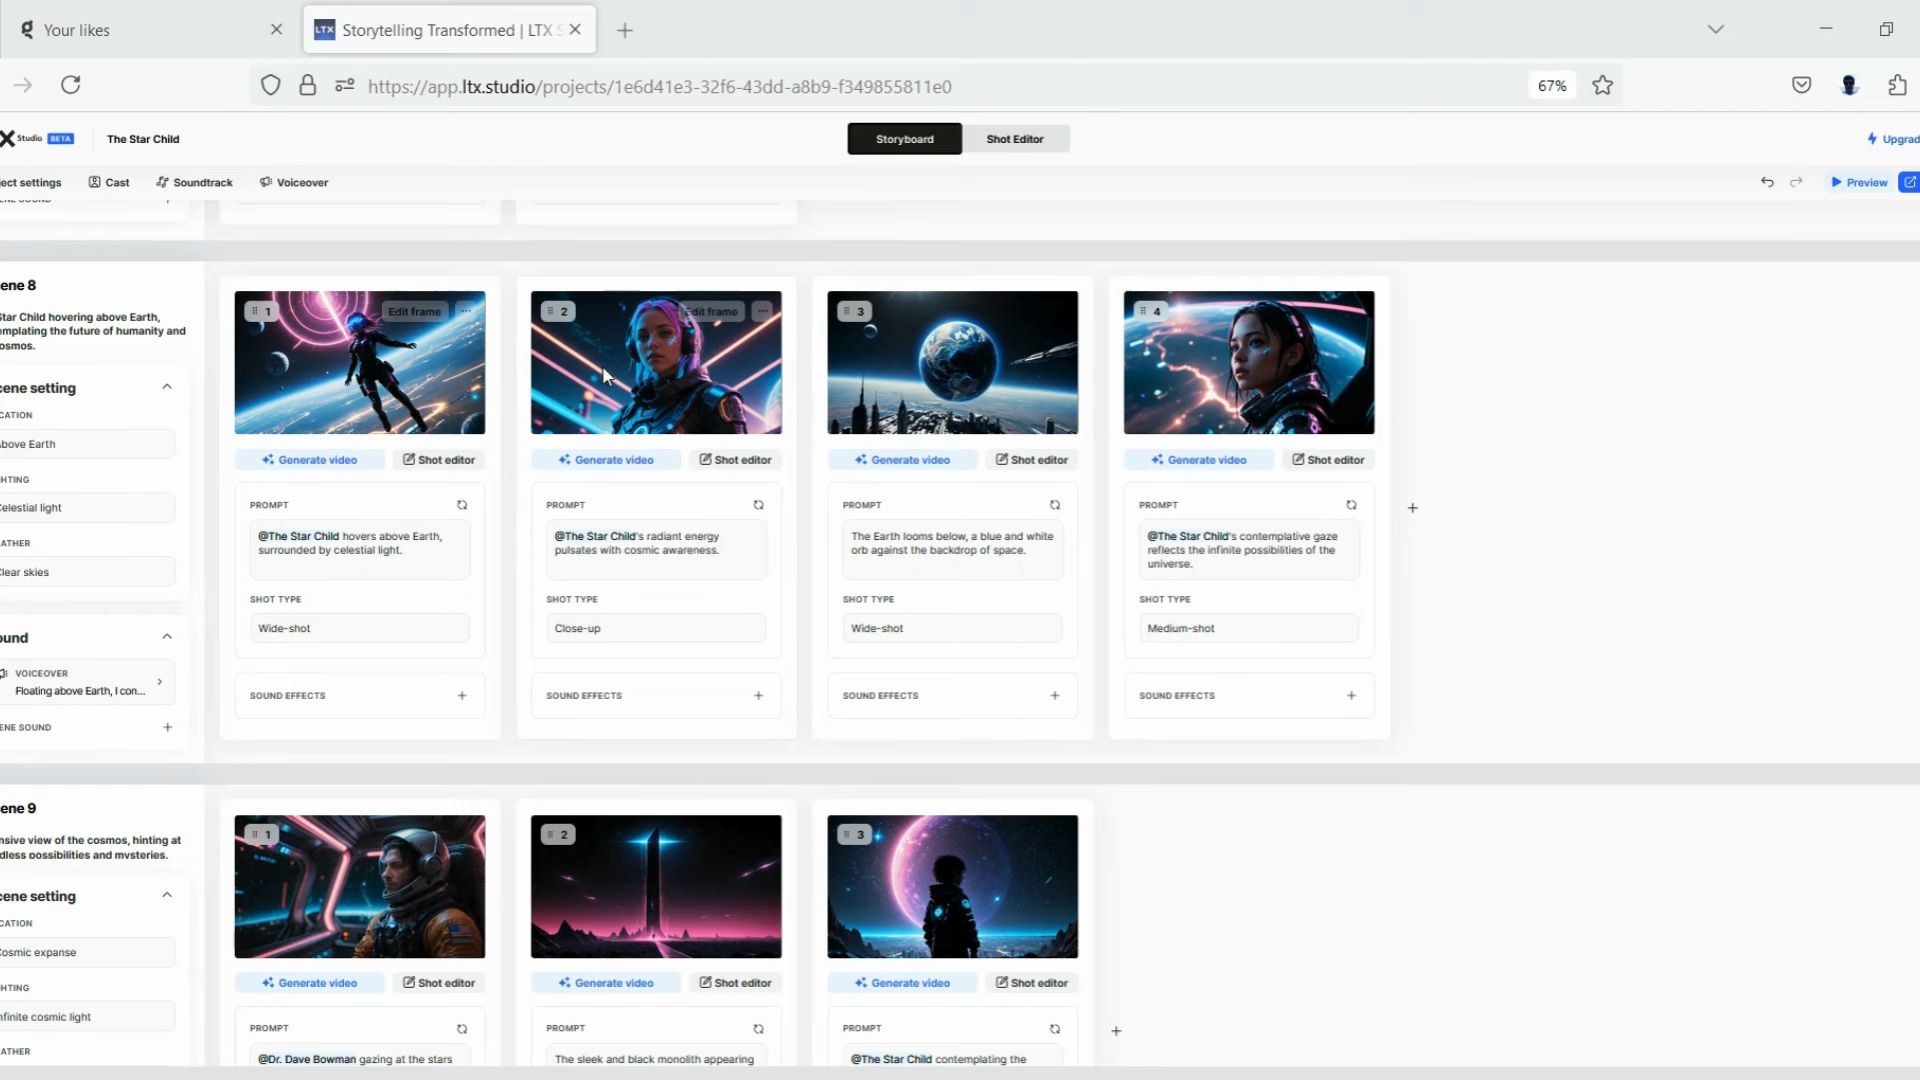 Your likes
LTX Storytelling Transformed | LTX S
https://app.ltx.studio/projects/1e6d41e3-32f6-43dd-a8b9-f349855811e0
67%
X Studio BETA
The Star Child
Storyboard
Shot Editor
Upgrad
ect settings
Cast
Soundtrack
Voiceover
Preview
ene 8
Star Child hovering above Earth,
emplating the future of humanity and
osmos.
cene setting
CATION
bove Earth
HTING
Celestial light
ATHER
Clear skies
ound
VOICEOVER
Floating above Earth, I con...
ENE SOUND
1
Edit frame
2
Edit frame
3
4
Generate video
Shot editor
Generate video
Shot editor
Generate video
Shot editor
Generate video
Shot editor
PROMPT
@The Star Child hovers above Earth,
surrounded by celestial light.
SHOT TYPE
Wide-shot
SOUND EFFECTS
PROMPT
@The Star Child's radiant energy
pulsates with cosmic awareness.
SHOT TYPE
Close-up
SOUND EFFECTS
PROMPT
The Earth looms below, a blue and white
orb against the backdrop of space.
SHOT TYPE
Wide-shot
SOUND EFFECTS
PROMPT
@The Star Child's contemplative gaze
reflects the infinite possibilities of the
universe.
SHOT TYPE
Medium-shot
SOUND EFFECTS
ene 9
nsive view of the cosmos, hinting at
dless possibilities and mysteries.
cene setting
CATION
Cosmic expanse
HTING
nfinite cosmic light
ATHER
1
2
3
Generate video
Shot editor
Generate video
Shot editor
Generate video
Shot editor
PROMPT
@Dr. Dave Bowman gazing at the stars
PROMPT
The sleek and black monolith appearing
PROMPT
@The Star Child contemplating the